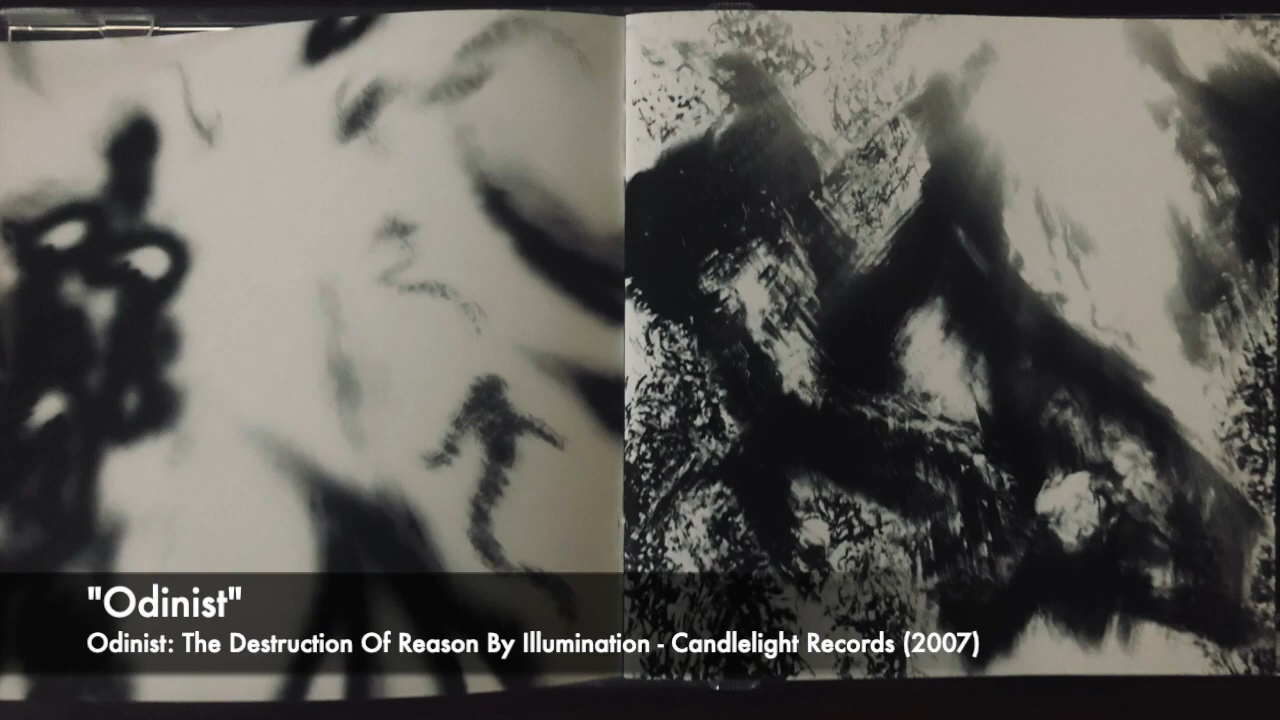 "Odinist"
Odinist: The Destruction Of Reason By Illumination - Candlelight Records (2007)